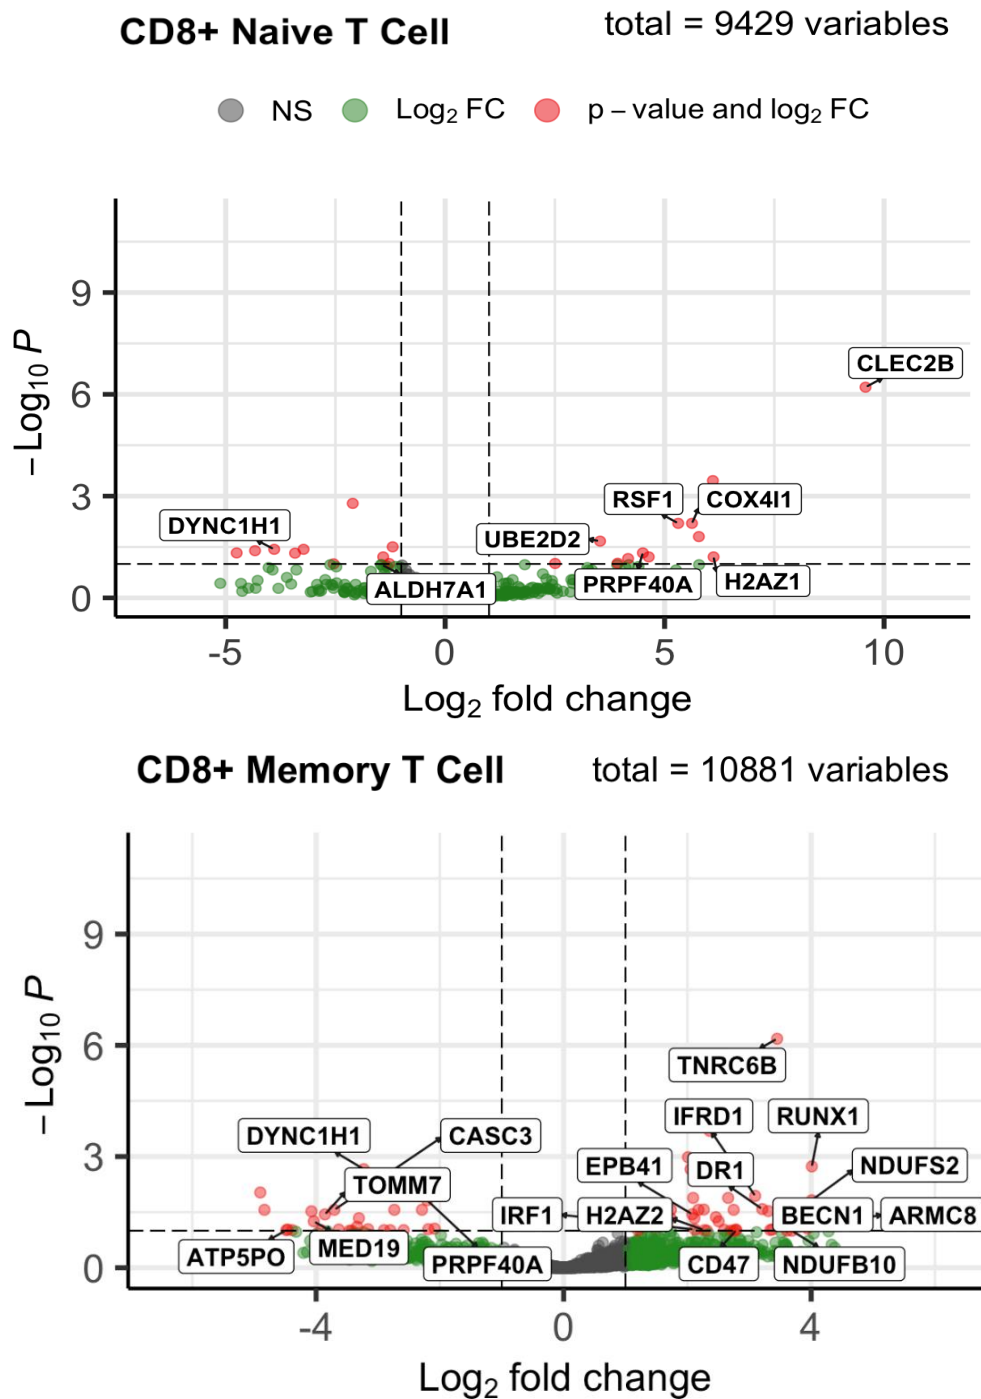 CD8+ Naive T Cell
total = 9429 variables
NS
Log₂ FC
p – value and log₂ FC
– Log₁₀ P
9
6
3
0
CLEC2B
RSF1
COX4I1
DYNC1H1
UBE2D2
ALDH7A1
PRPF40A
H2AZ1
-5
0
5
10
Log₂ fold change
CD8+ Memory T Cell
total = 10881 variables
– Log₁₀ P
9
6
3
0
TNRC6B
IFRD1
RUNX1
DYNC1H1
CASC3
EPB41
DR1
NDUFS2
TOMM7
IRF1
H2AZ2
BECN1
ARMC8
ATP5PO
MED19
PRPF40A
CD47
NDUFB10
-4
0
4
Log₂ fold change